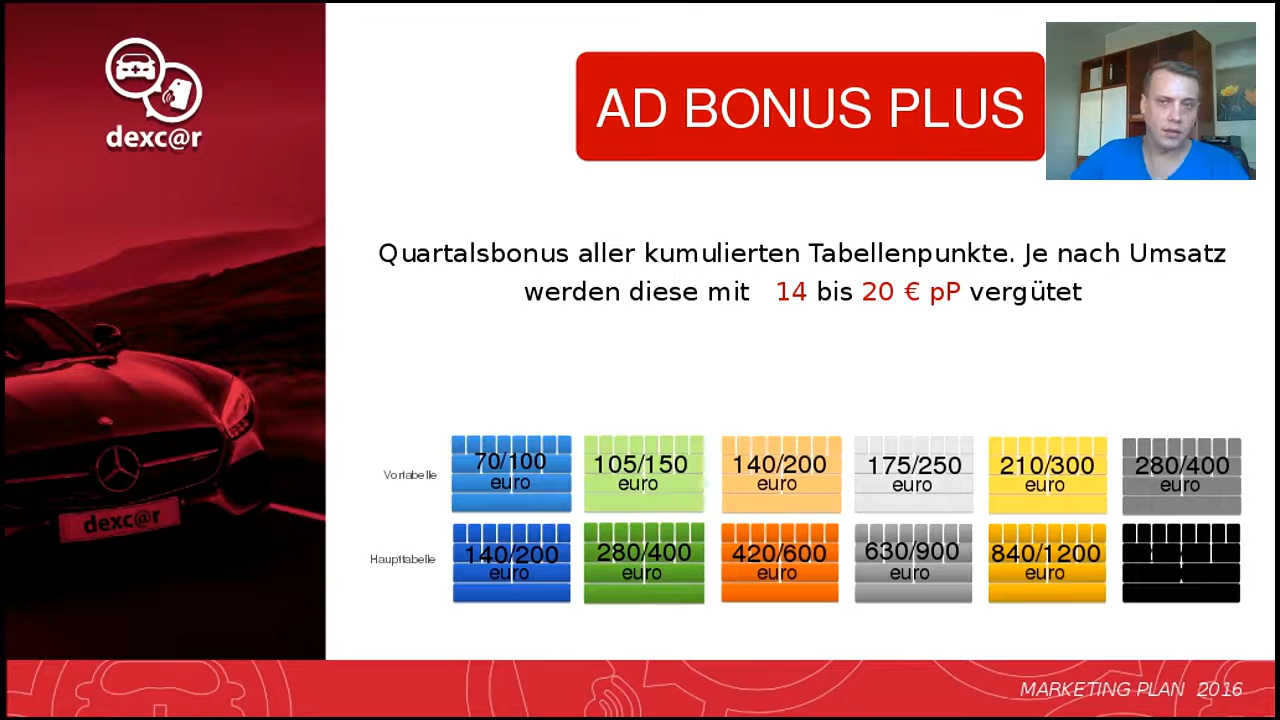 dexc@r
AD BONUS PLUS
Quartalsbonus aller kumulierten Tabellenpunkte. Je nach Umsatz
werden diese mit 14 bis 20 € pP vergütet
Vortabelle
70/100
euro
105/150
euro
140/200
euro
175/250
euro
210/300
euro
280/400
euro
Haupttabelle
140/200
euro
280/400
euro
420/600
euro
630/900
euro
840/1200
euro
dexc@r
MARKETING PLAN 2016